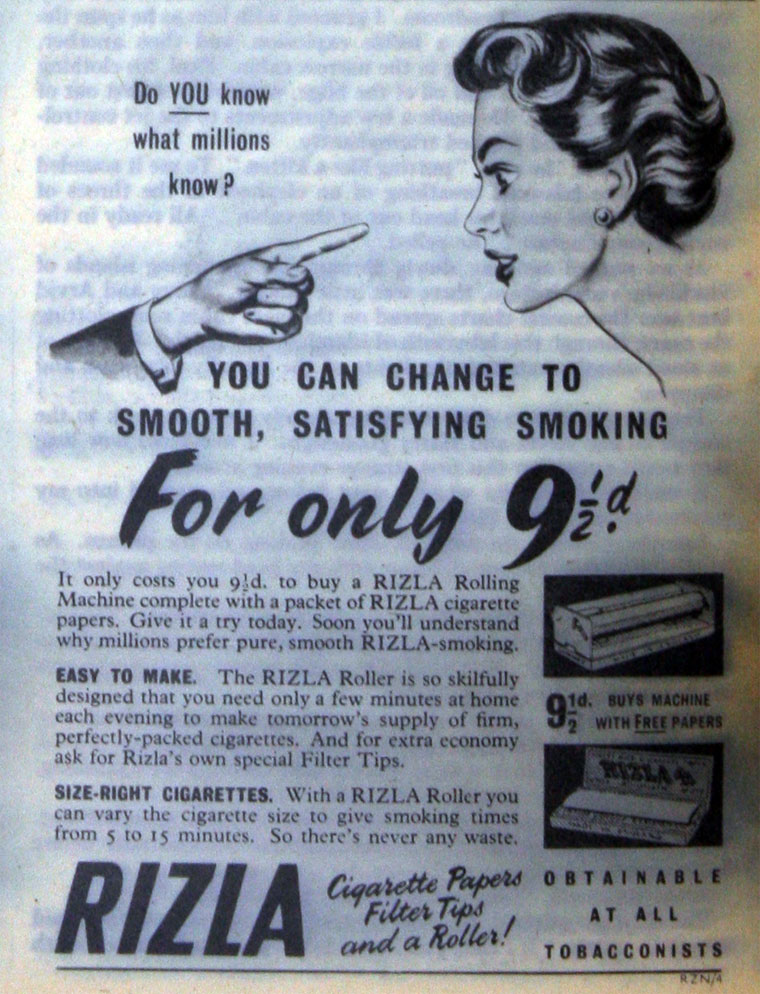 Do YOU know
what millions
know?
YOU CAN CHANGE TO
SMOOTH, SATISFYING SMOKING
For only 9½d.
It only costs you 9½d. to buy a RIZLA Rolling
Machine complete with a packet of RIZLA cigarette
papers. Give it a try today. Soon you'll understand
why millions prefer pure, smooth RIZLA-smoking.
EASY TO MAKE. The RIZLA Roller is so skilfully
designed that you need only a few minutes at home
each evening to make tomorrow's supply of firm,
perfectly-packed cigarettes. And for extra economy
ask for Rizla's own special Filter Tips.
SIZE-RIGHT CIGARETTES. With a RIZLA Roller you
can vary the cigarette size to give smoking times
from 5 to 15 minutes. So there's never any waste.
9½d. BUYS MACHINE
WITH FREE PAPERS
RIZLA
RIZLA
Cigarette Papers
Filter Tips
and a Roller!
OBTAINABLE
AT ALL
TOBACCONISTS
RZN/4